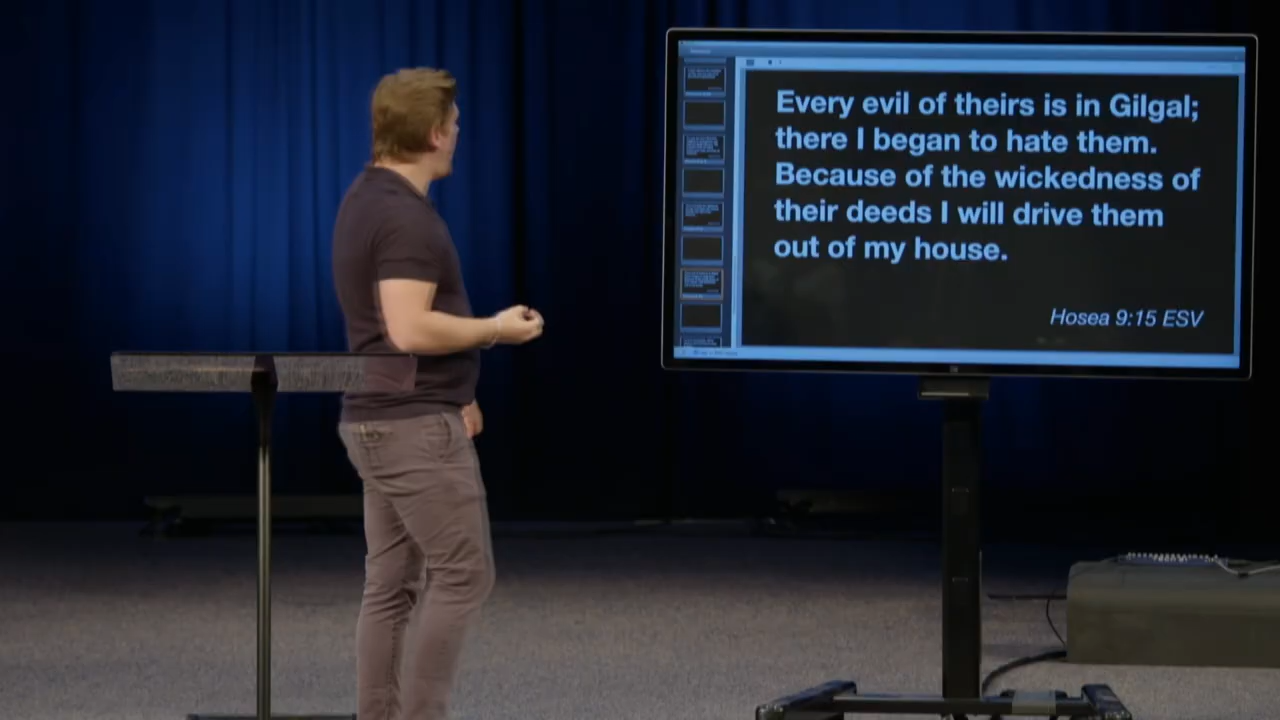 Every evil of theirs is in Gilgal;
there I began to hate them.
Because of the wickedness of
their deeds I will drive them
out of my house.
Hosea 9:15 ESV